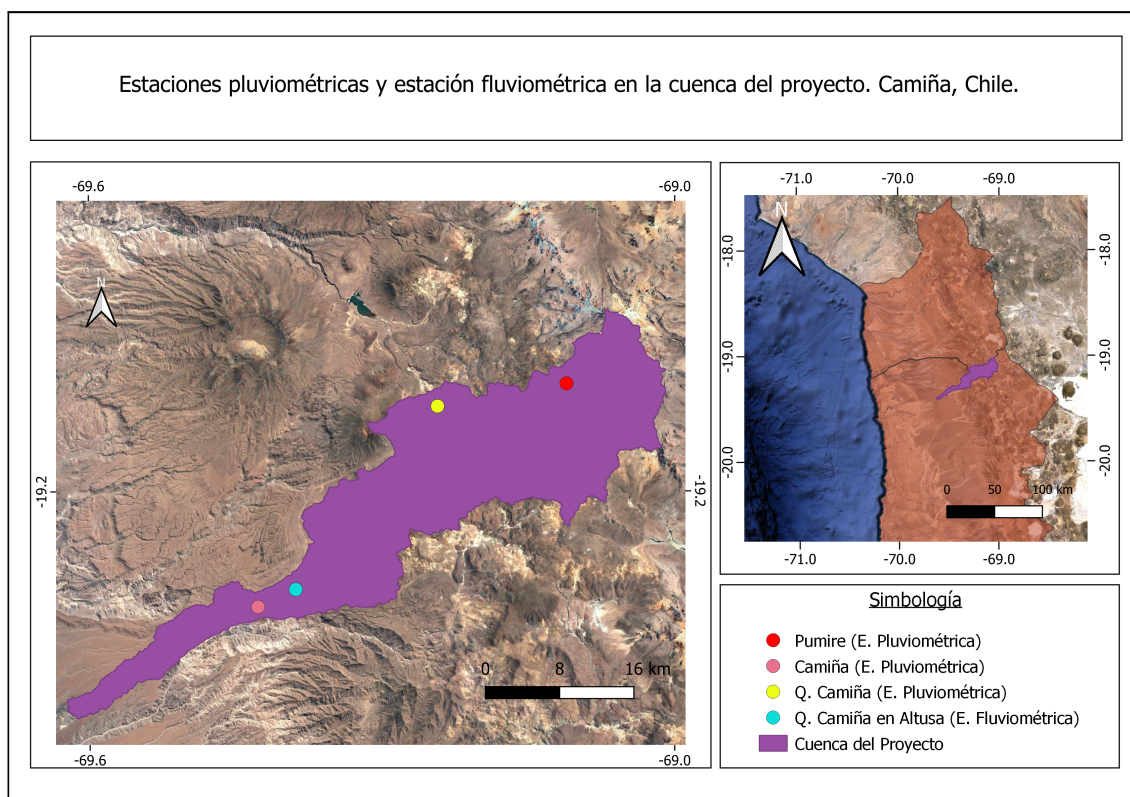 Estaciones pluviométricas y estación fluviométrica en la cuenca del proyecto. Camiña, Chile.
-69.6
-69.0
N
-19.2
-19.2
0 8 16 km
-69.6
-69.0
-71.0
-70.0
-69.0
N
-18.0
-18.0
-19.0
-19.0
-20.0
-20.0
0 50 100 km
-71.0
-70.0
-69.0
Simbología
Pumire (E. Pluviométrica)
Camiña (E. Pluviométrica)
Q. Camiña (E. Pluviométrica)
Q. Camiña en Altusa (E. Fluviométrica)
Cuenca del Proyecto